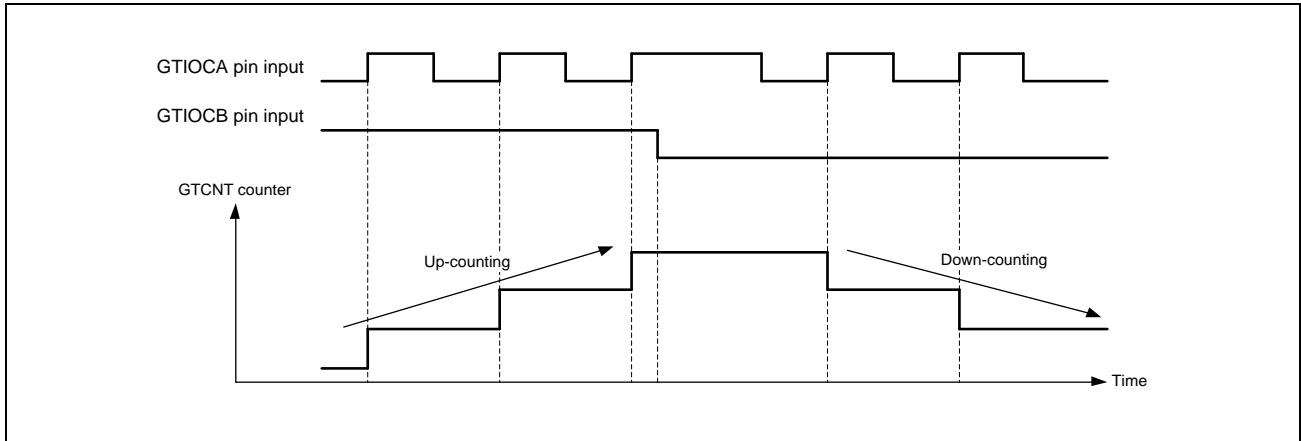 GTIOCA pin input
GTIOCB pin input
GTCNT counter
Up-counting
Down-counting
Time